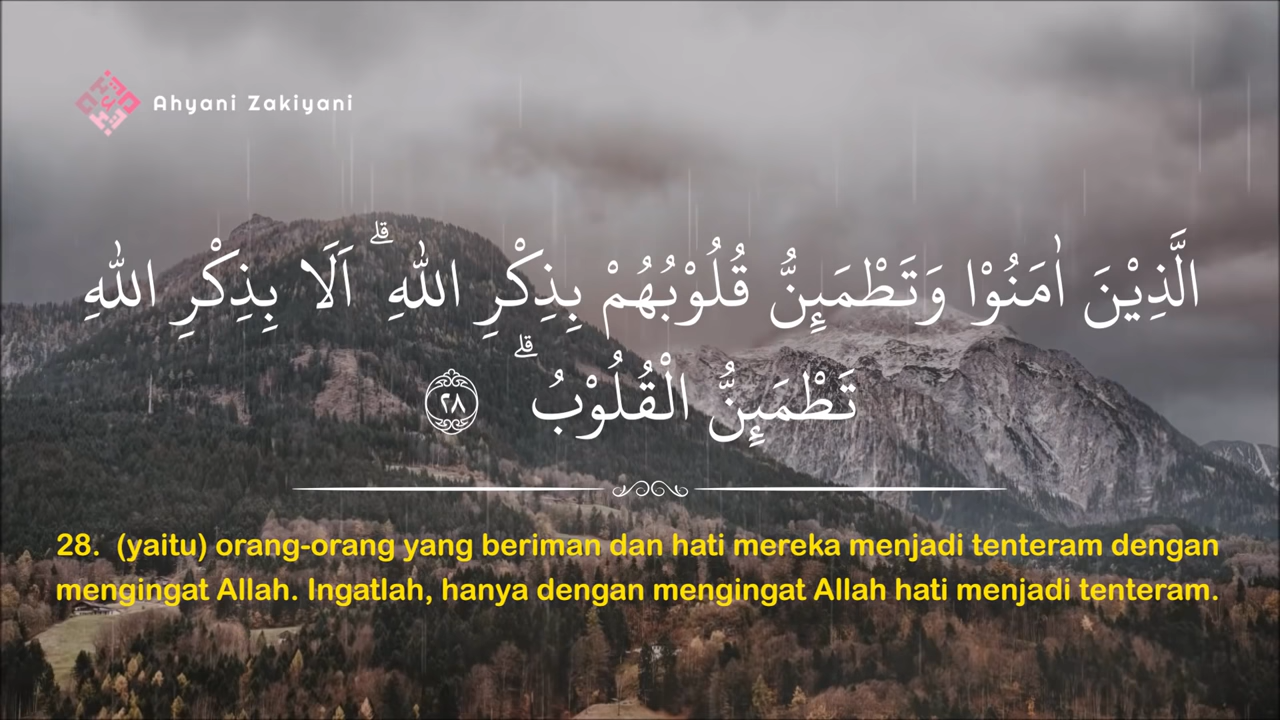 Ahyani Zakiyani
الَّذِيْنَ اٰمَنُوْا وَتَطْمَىِٕنُّ قُلُوْبُهُمْ بِذِكْرِ اللّٰهِ ۗ اَلَا بِذِكْرِ اللّٰهِ
تَطْمَىِٕنُّ الْقُلُوْبُ ۗ ٢٨
28. (yaitu) orang-orang yang beriman dan hati mereka menjadi tenteram dengan
mengingat Allah. Ingatlah, hanya dengan mengingat Allah hati menjadi tenteram.